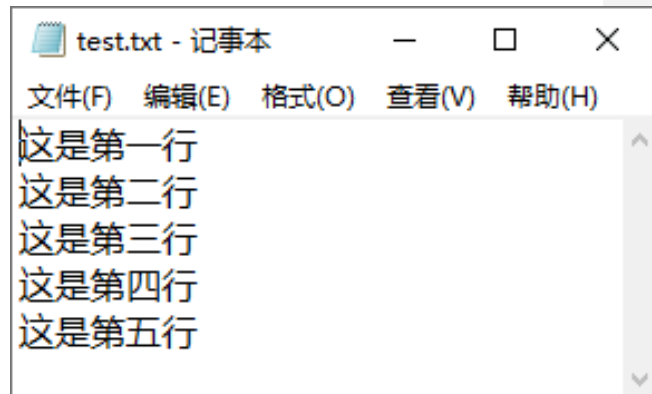 test.txt - 记事本
文件(F) 编辑(E) 格式(O) 查看(V) 帮助(H)
这是第一行
这是第二行
这是第三行
这是第四行
这是第五行